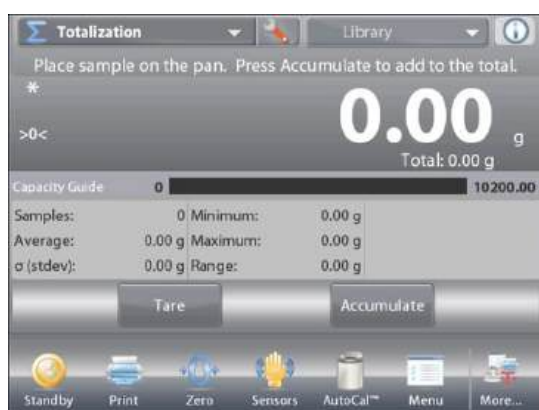 Σ Totalization Library
Place sample on the pan. Press Accumulate to add to the total.
*
>0<
0.00 g
Total: 0.00 g
Capacity Guide 0 10200.00
Samples: 0 Minimum: 0.00 g
Average: 0.00 g Maximum: 0.00 g
σ (stdev): 0.00 g Range: 0.00 g
Tare Accumulate
Standby Print Zero Sensors AutoCal™ Menu More...